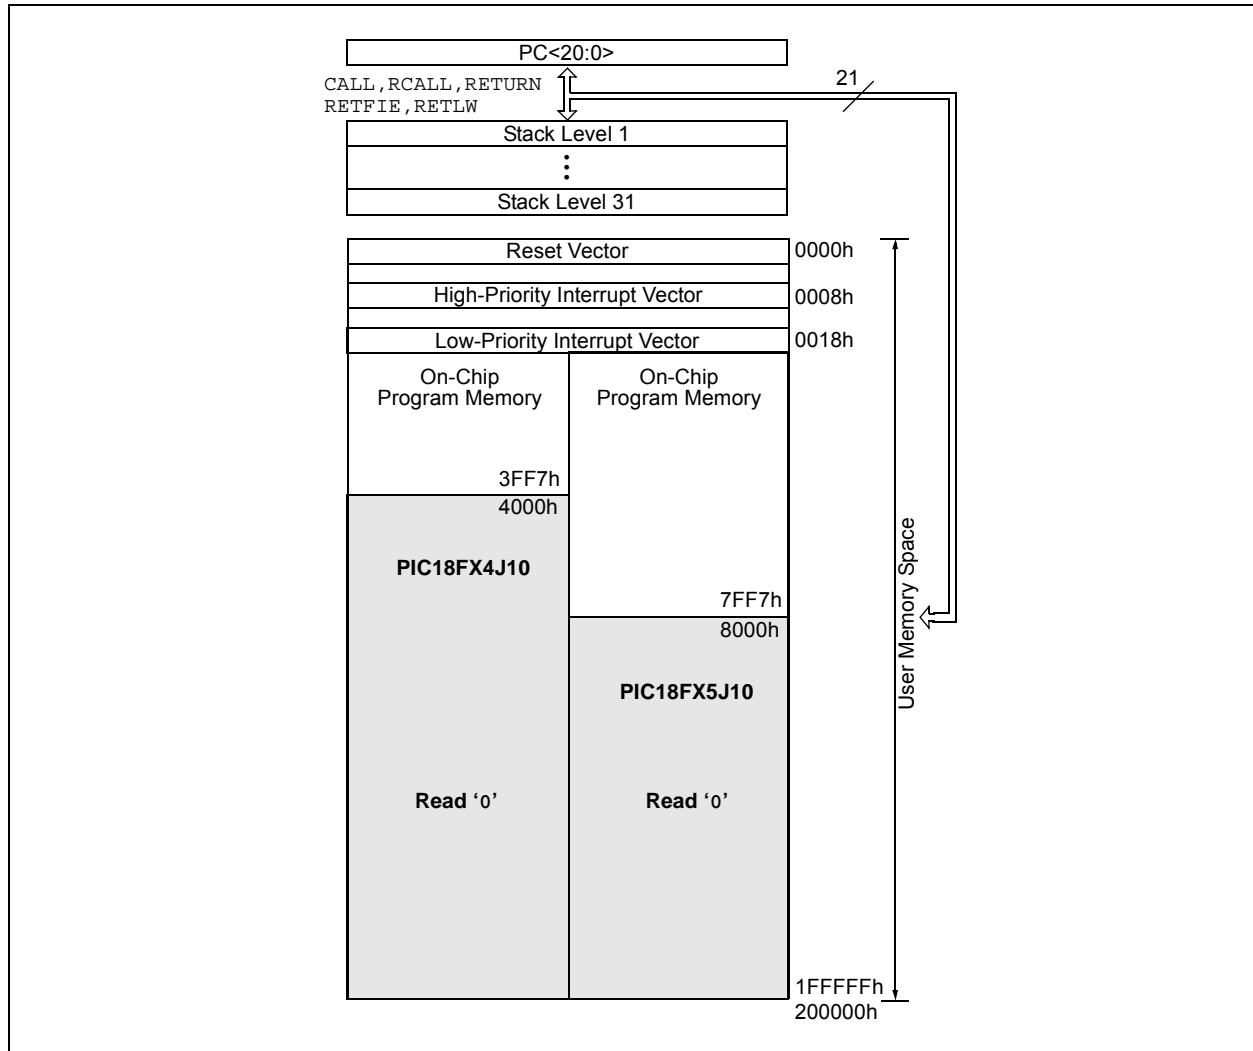 PC<20:0>
CALL,RCALL,RETURN
RETFIE,RETLW
21
Stack Level 1
Stack Level 31
Reset Vector
0000h
High-Priority Interrupt Vector
0008h
Low-Priority Interrupt Vector
0018h
On-Chip
Program Memory
On-Chip
Program Memory
3FF7h
4000h
PIC18FX4J10
7FF7h
8000h
PIC18FX5J10
User Memory Space
Read ‘0’
Read ‘0’
1FFFFFh
200000h